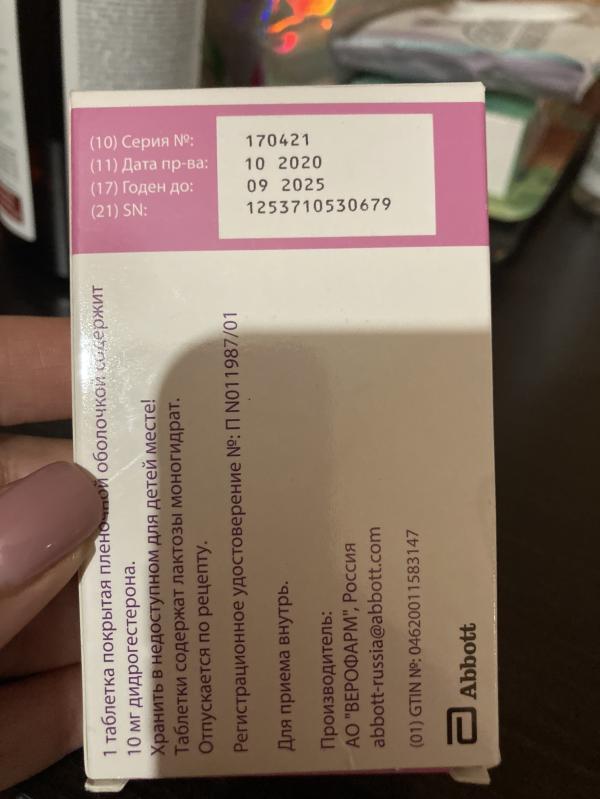 (10) Серия №: 170421
(11) Дата пр-ва: 10 2020
(17) Годен до: 09 2025
(21) SN: 1253710530679
1 таблетка покрытая пленочной оболочкой содержит
10 мг дидрогестерона.
Хранить в недоступном для детей месте!
Таблетки содержат лактозы моногидрат.
Отпускается по рецепту.
Регистрационное удостоверение №: П N011987/01
Для приема внутрь.
Производитель:
АО "ВЕРОФАРМ", Россия
abbott-russia@abbott.com
(01) GTIN №: 04620011583147
Abbott